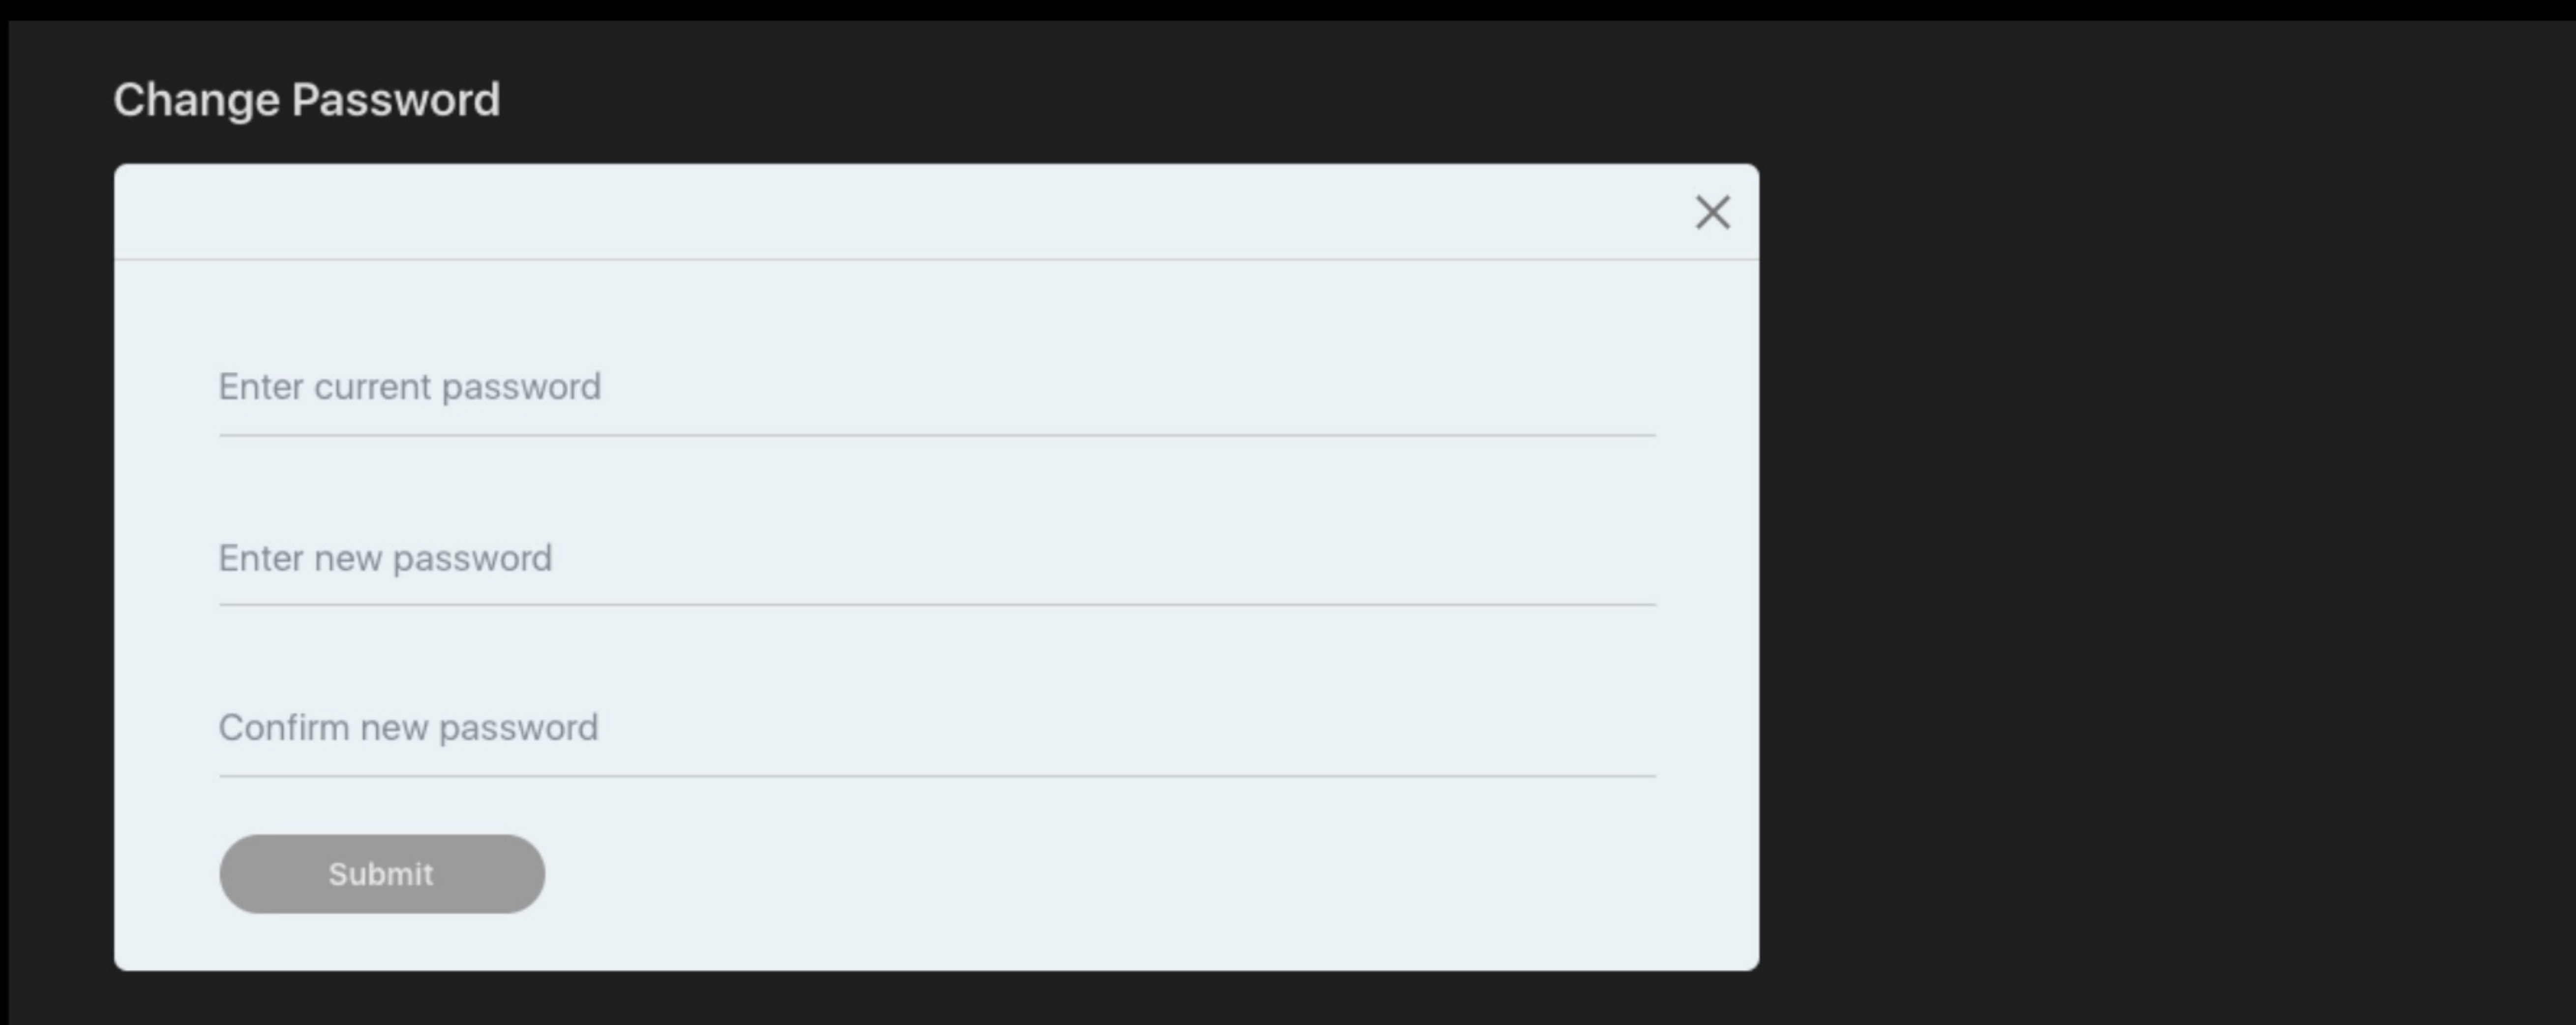 Change Password
Enter current password
Enter new password
Confirm new password
Submit